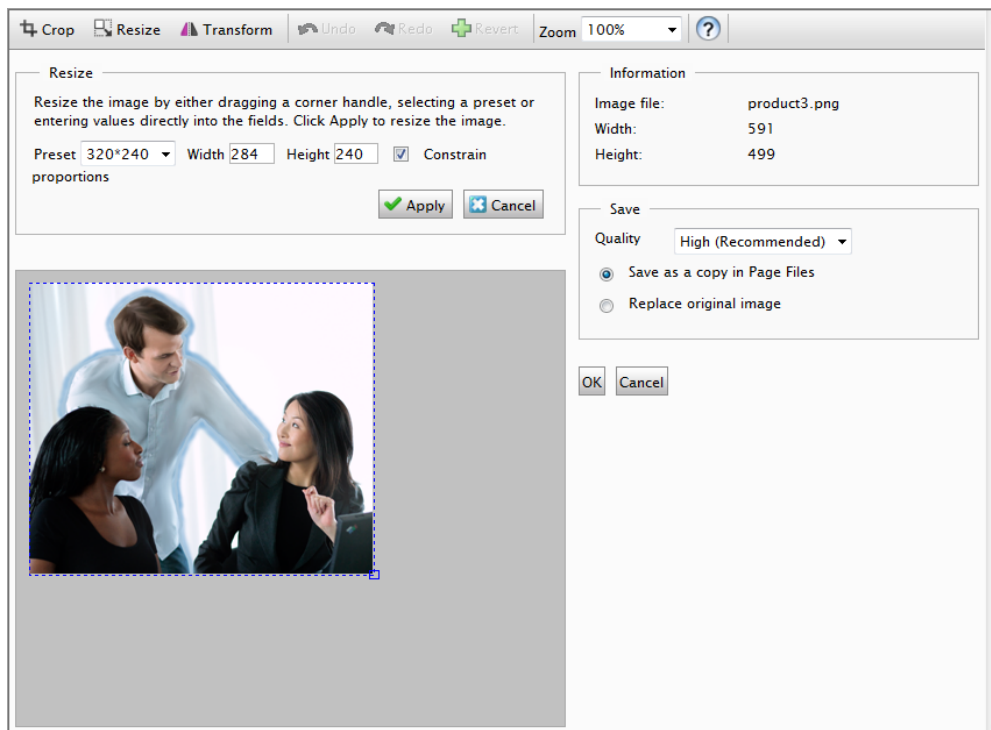 Crop Resize Transform Undo Redo Revert Zoom 100% ?
Resize
Resize the image by either dragging a corner handle, selecting a preset or
entering values directly into the fields. Click Apply to resize the image.
Preset 320*240 Width 284 Height 240 Constrain
proportions
Apply Cancel
Information
Image file: product3.png
Width: 591
Height: 499
Save
Quality High (Recommended)
Save as a copy in Page Files
Replace original image
OK Cancel